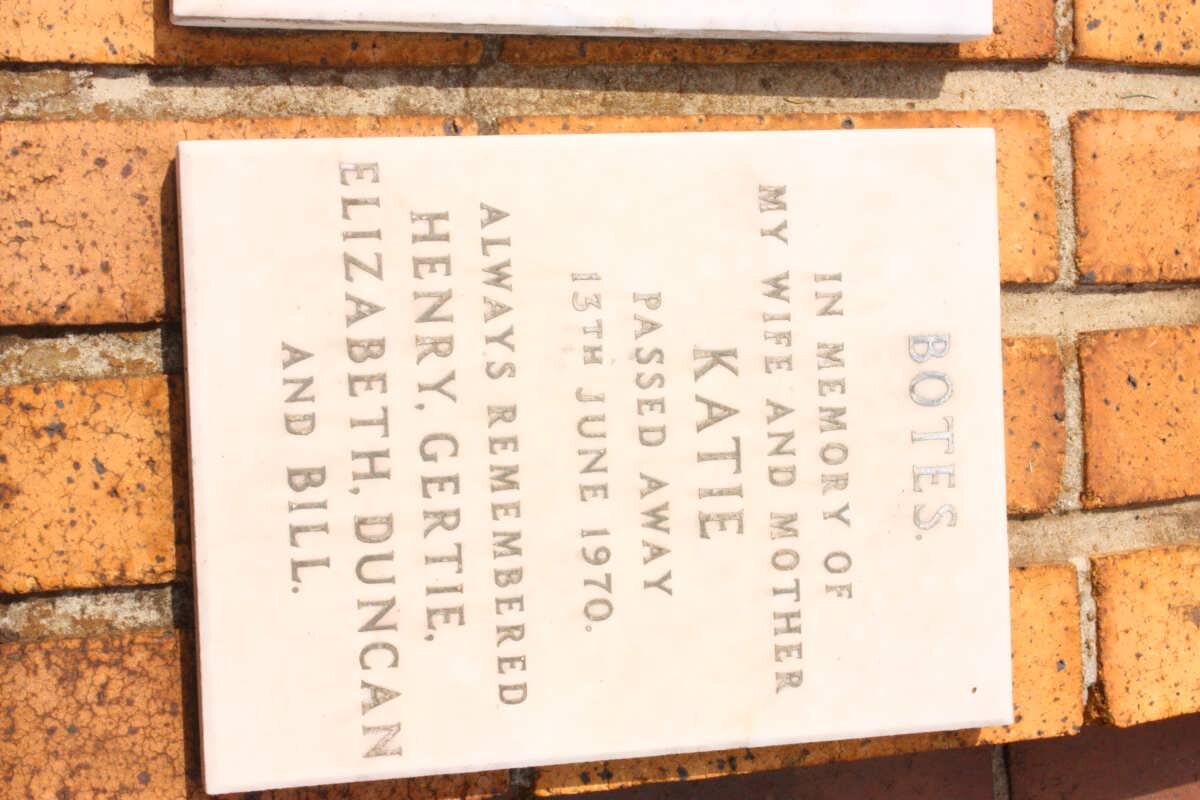 BOTES.
IN MEMORY OF
MY WIFE AND MOTHER
KATIE
PASSED AWAY
13TH JUNE 1970.
ALWAYS REMEMBERED
HENRY, GERTIE,
ELIZABETH, DUNCAN
AND BILL.